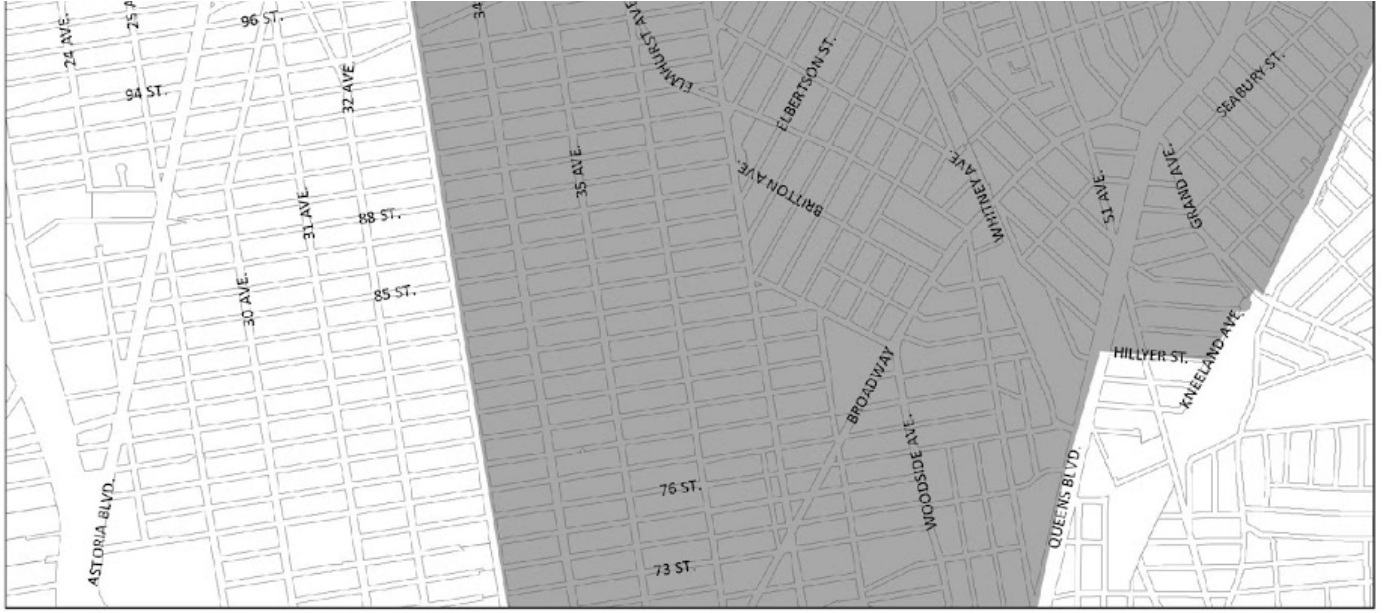 24 AVE.
25 A
96 ST.
94 ST.
32 AVE.
34
ELMHURST AVE
ELBERTSON ST.
SEABURY ST.
35 AVE.
BRITTON AVE.
WHITNEY AVE.
51 AVE.
GRAND AVE.
31 AVE.
88 ST.
30 AVE.
85 ST.
HILLYER ST.
KNEELAND AVE.
BROADWAY
WOODSIDE AVE.
76 ST.
QUEENS BLVD.
ASTORIA BLVD.
73 ST.